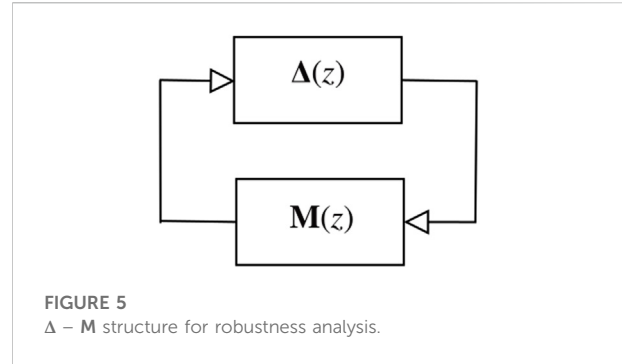 Δ(z)
M(z)
FIGURE 5
Δ – M structure for robustness analysis.